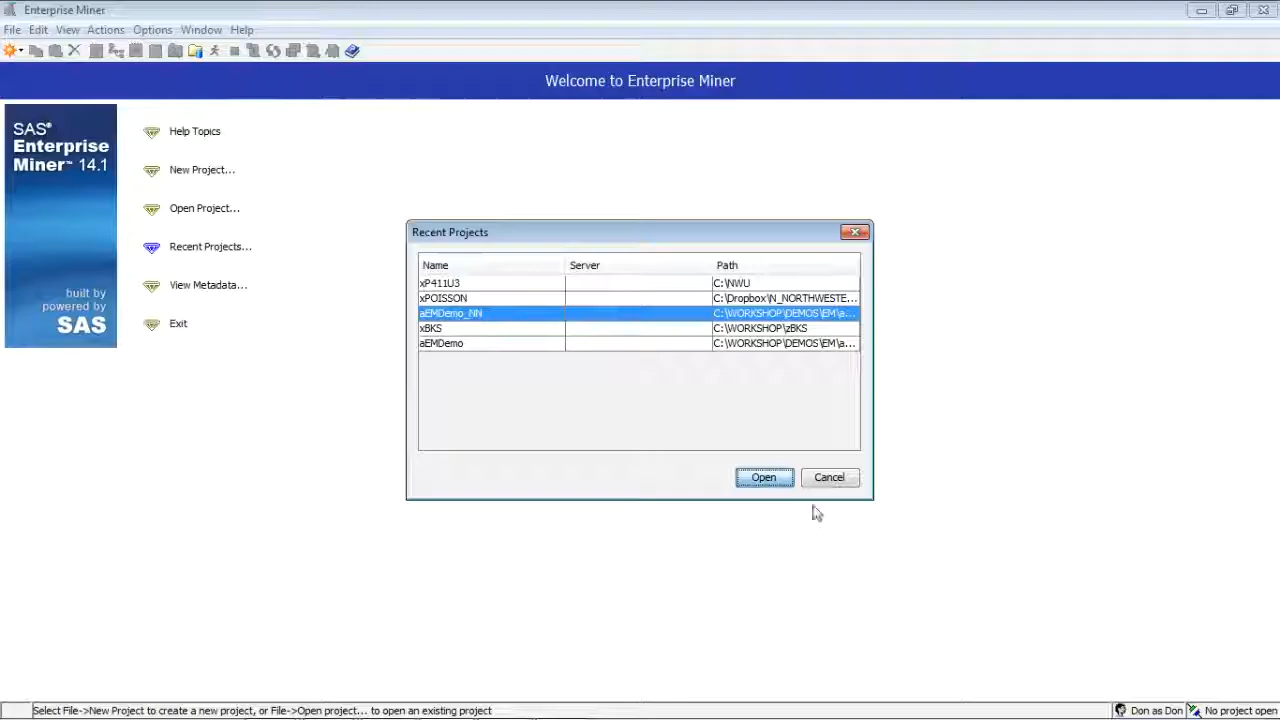 Enterprise Miner
File Edit View Actions Options Window Help
Welcome to Enterprise Miner
SAS®
Enterprise
Miner™ 14.1
built by
powered by
SAS
Help Topics
New Project...
Open Project...
Recent Projects...
View Metadata...
Exit
Recent Projects
Name Server Path
xP411U3 C:\NWU
xPOISSON C:\Dropbox\N_NORTHWESTE...
aEMDemo_NN C:\WORKSHOP\DEMOS\EM\a...
xBKS C:\WORKSHOP\zBKS
aEMDemo C:\WORKSHOP\DEMOS\EM\a...
Open Cancel
Select File->New Project to create a new project, or File->Open project... to open an existing project
Don as Don No project open